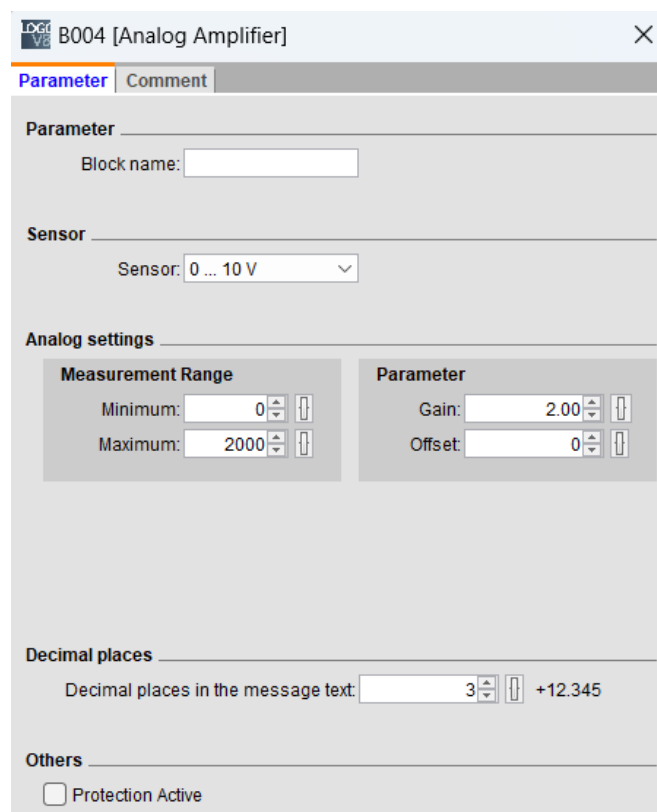 LOGO V8 B004 [Analog Amplifier]
Parameter Comment
Parameter
Block name:
Sensor
Sensor: 0 ... 10 V
Analog settings
Measurement Range Parameter
Minimum: 0 Gain: 2.00
Maximum: 2000 Offset: 0
Decimal places
Decimal places in the message text: 3 +12.345
Others
Protection Active